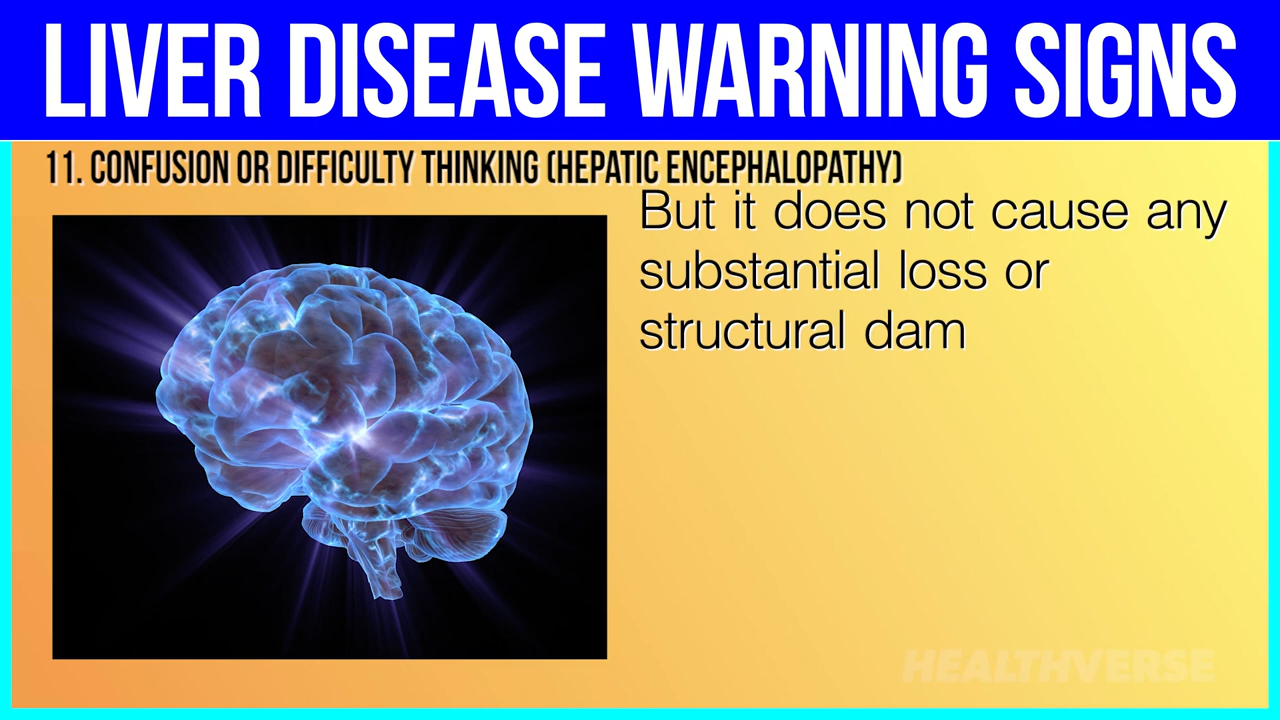 LIVER DISEASE WARNING SIGNS
11. CONFUSION OR DIFFICULTY THINKING (HEPATIC ENCEPHALOPATHY)
But it does not cause any
substantial loss or
structural dam
HEALTHVERSE